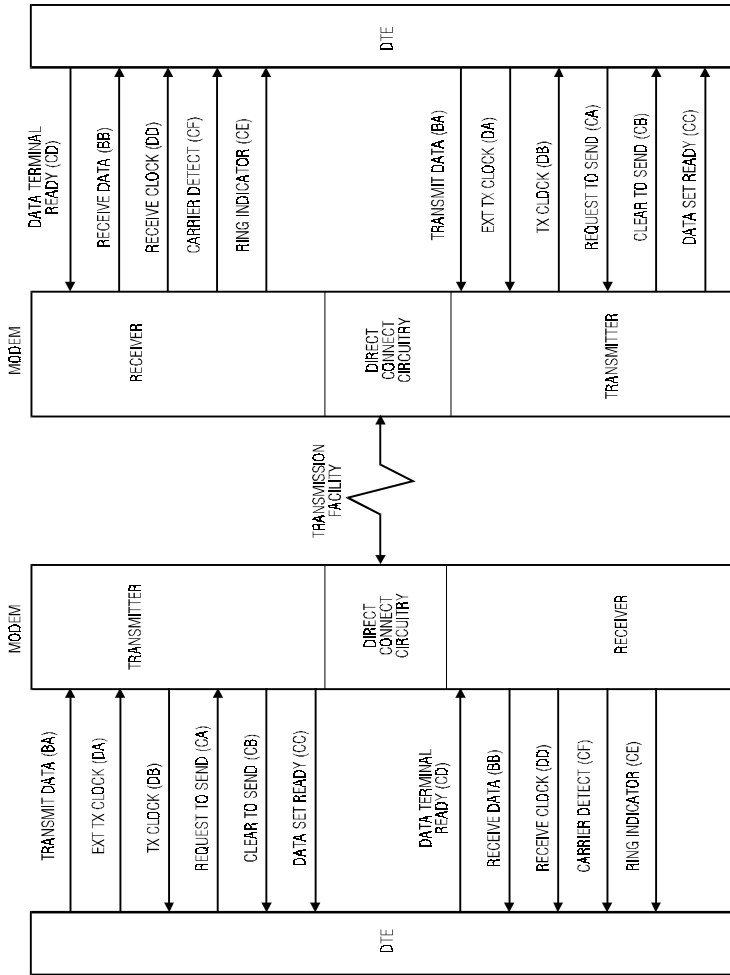 DTE
TRANSMIT DATA (BA)
EXT TX CLOCK (DA)
TX CLOCK (DB)
REQUEST TO SEND (CA)
CLEAR TO SEND (CB)
DATA SET READY (CC)
DATA TERMINAL
READY (CD)
RECEIVE DATA (BB)
RECEIVE CLOCK (DD)
CARRIER DETECT (CF)
RING INDICATOR (CE)
MODEM
TRANSMITTER
DIRECT
CONNECT
CIRCUITRY
RECEIVER
TRANSMISSION
FACILITY
MODEM
RECEIVER
DIRECT
CONNECT
CIRCUITRY
TRANSMITTER
DATA TERMINAL
READY (CD)
RECEIVE DATA (BB)
RECEIVE CLOCK (DD)
CARRIER DETECT (CF)
RING INDICATOR (CE)
TRANSMIT DATA (BA)
EXT TX CLOCK (DA)
TX CLOCK (DB)
REQUEST TO SEND (CA)
CLEAR TO SEND (CB)
DATA SET READY (CC)
DTE